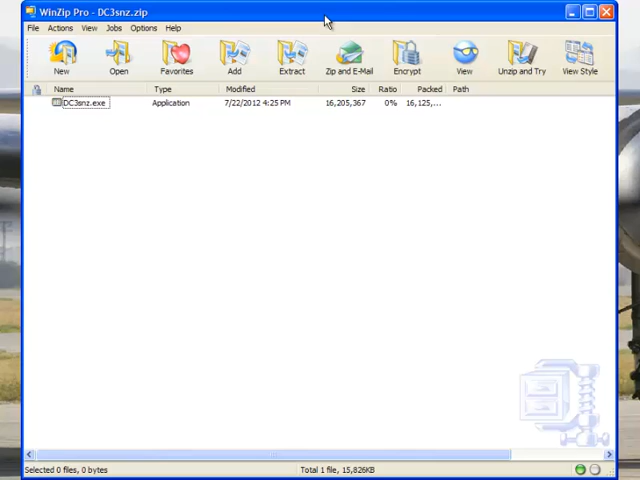 WinZip Pro - DC3snz.zip
File Actions View Jobs Options Help
New Open Favorites Add Extract Zip and E-Mail Encrypt View Unzip and Try View Style
Name Type Modified Size Ratio Packed Path
DC3snz.exe Application 7/22/2012 4:25 PM 16,205,367 0% 16,125,...
Selected 0 files, 0 bytes Total 1 file, 15,826KB